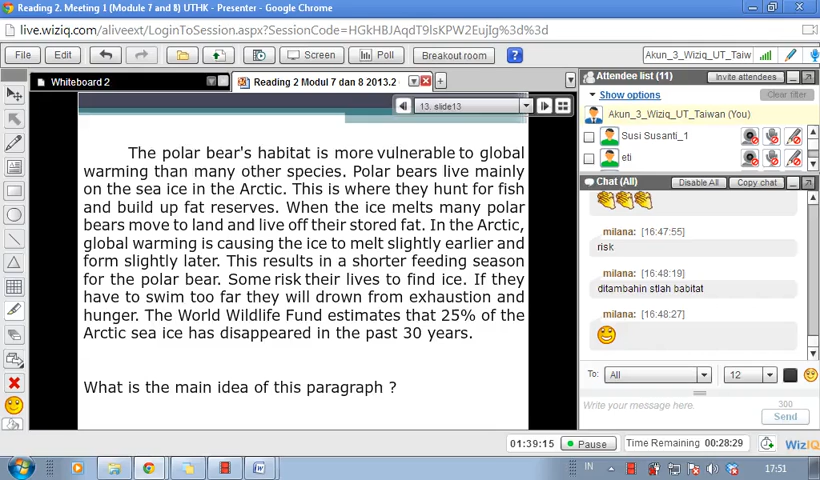 Reading 2. Meeting 1 (Module 7 and 8) UTHK - Presenter - Google Chrome
live.wiziq.com/aliveext/LoginToSession.aspx?SessionCode=HGkHBJAqdT9lsKPW2EujIg%3d%3d
File Edit Screen Poll Breakout room ? Akun_3_Wiziq_UT_Taiw
Whiteboard 2 Reading 2 Modul 7 dan 8 2013.2
13. slide13
The polar bear's habitat is more vulnerable to global
warming than many other species. Polar bears live mainly
on the sea ice in the Arctic. This is where they hunt for fish
and build up fat reserves. When the ice melts many polar
bears move to land and live off their stored fat. In the Arctic,
global warming is causing the ice to melt slightly earlier and
form slightly later. This results in a shorter feeding season
for the polar bear. Some risk their lives to find ice. If they
have to swim too far they will drown from exhaustion and
hunger. The World Wildlife Fund estimates that 25% of the
Arctic sea ice has disappeared in the past 30 years.
What is the main idea of this paragraph ?
Attendee list (11) Invite attendees
Show options Clear filter
Akun_3_Wiziq_UT_Taiwan (You)
Susi Susanti_1
eti
Chat (All) Disable All Copy chat
milana: [16:47:55]
risk
milana: [16:48:19]
ditambahin stlah babitat
milana: [16:48:27]
To: All 12
Write your message here. 300
Send
01:39:15 Pause Time Remaining 00:28:29 WizIQ
IN 17:51